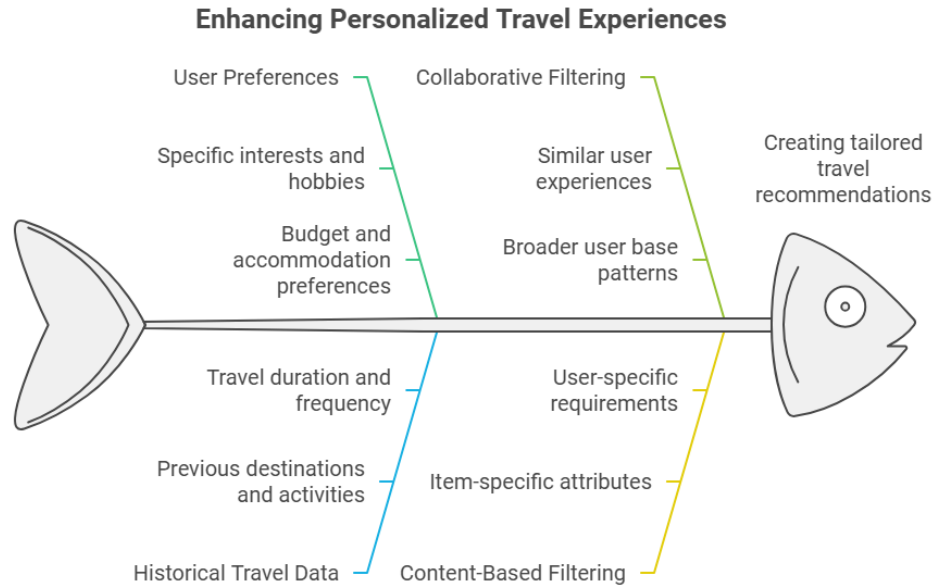 Enhancing Personalized Travel Experiences
User Preferences
Specific interests and
hobbies
Budget and
accommodation
preferences
Collaborative Filtering
Similar user
experiences
Broader user base
patterns
Creating tailored
travel
recommendations
Travel duration and
frequency
Previous destinations
and activities
Historical Travel Data
User-specific
requirements
Item-specific attributes
Content-Based Filtering